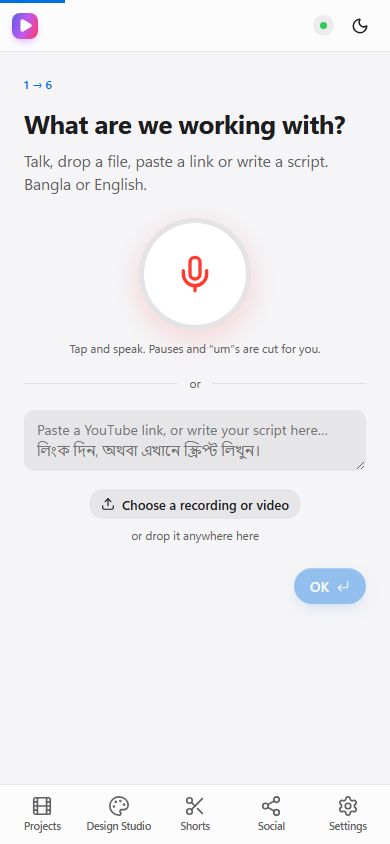 1 → 6
What are we working with?
Talk, drop a file, paste a link or write a script.
Bangla or English.
Tap and speak. Pauses and "um"s are cut for you.
or
Paste a YouTube link, or write your script here...
লিংক দিন, অথবা এখানে স্ক্রিপ্ট লিখুন।
Choose a recording or video
or drop it anywhere here
OK
Projects
Design Studio
Shorts
Social
Settings